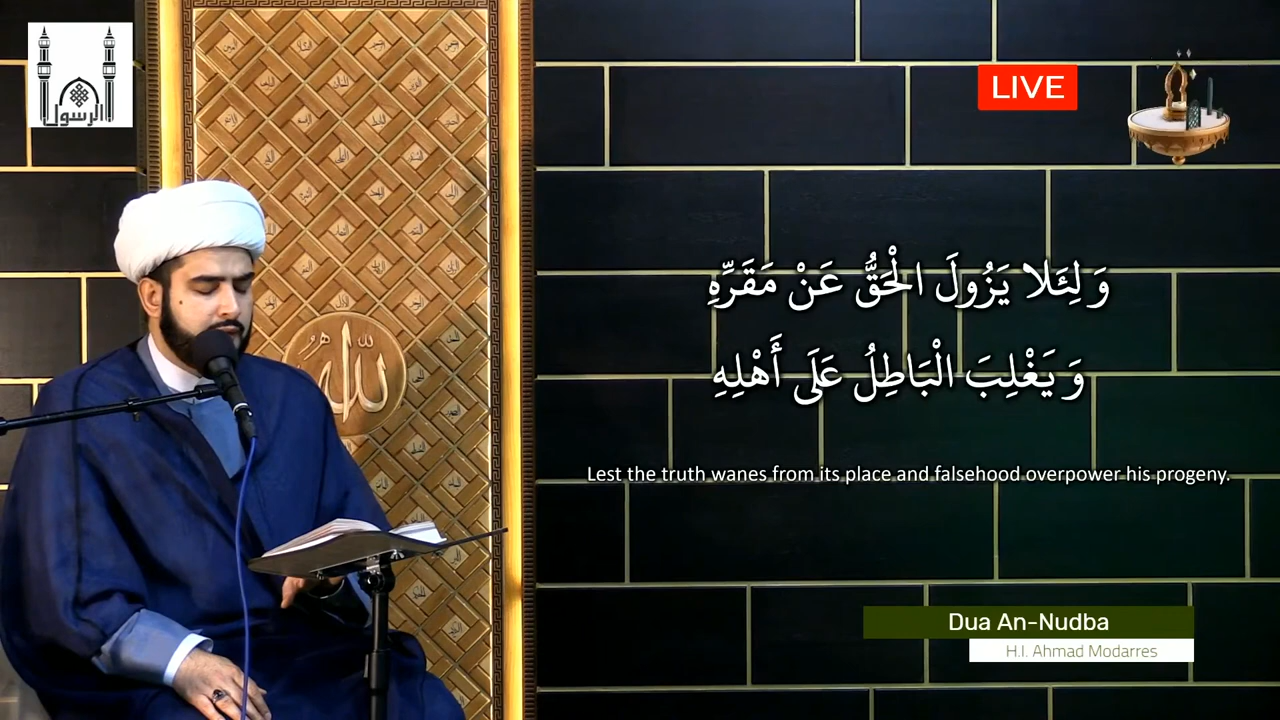 الرسول
LIVE
وَ لِئَلا يَزُولَ الْحَقُّ عَنْ مَقَرِّهِ
وَ يَغْلِبَ الْبَاطِلُ عَلَى أَهْلِهِ
Lest the truth wanes from its place and falsehood overpower his progeny.
الله
Dua An-Nudba
H.I. Ahmad Modarres